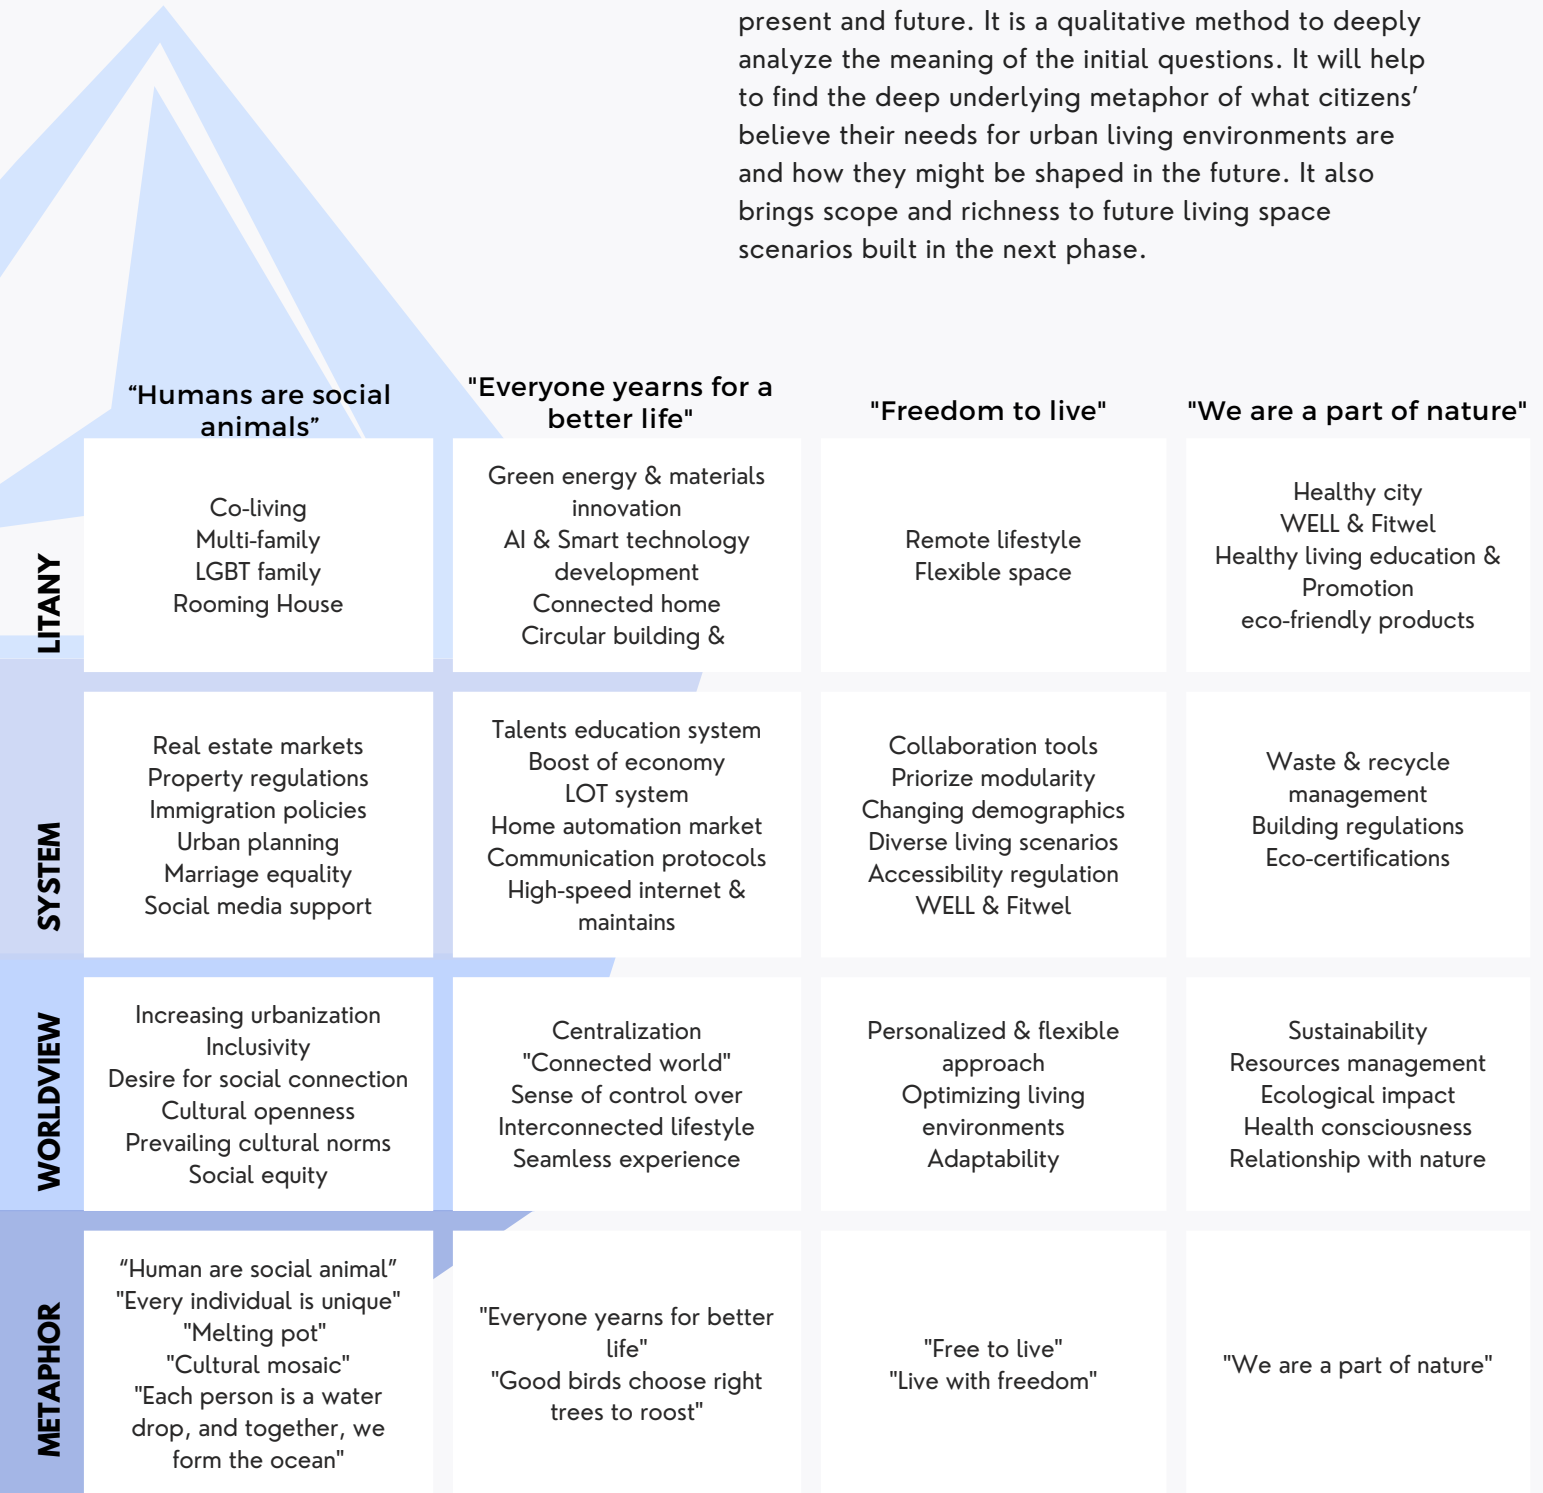 present and future. It is a qualitative method to deeply
analyze the meaning of the initial questions. It will help
to find the deep underlying metaphor of what citizens’
believe their needs for urban living environments are
and how they might be shaped in the future. It also
brings scope and richness to future living space
scenarios built in the next phase.
“Humans are social
animals”
"Everyone yearns for a
better life"
"Freedom to live"
"We are a part of nature"
LITANY
Co-living
Multi-family
LGBT family
Rooming House
Green energy & materials
innovation
AI & Smart technology
development
Connected home
Circular building &
Remote lifestyle
Flexible space
Healthy city
WELL & Fitwel
Healthy living education &
Promotion
eco-friendly products
SYSTEM
Real estate markets
Property regulations
Immigration policies
Urban planning
Marriage equality
Social media support
Talents education system
Boost of economy
LOT system
Home automation market
Communication protocols
High-speed internet &
maintains
Collaboration tools
Priorize modularity
Changing demographics
Diverse living scenarios
Accessibility regulation
WELL & Fitwel
Waste & recycle
management
Building regulations
Eco-certifications
WORLDVIEW
Increasing urbanization
Inclusivity
Desire for social connection
Cultural openness
Prevailing cultural norms
Social equity
Centralization
"Connected world"
Sense of control over
Interconnected lifestyle
Seamless experience
Personalized & flexible
approach
Optimizing living
environments
Adaptability
Sustainability
Resources management
Ecological impact
Health consciousness
Relationship with nature
METAPHOR
“Human are social animal”
"Every individual is unique"
"Melting pot"
"Cultural mosaic"
"Each person is a water
drop, and together, we
form the ocean"
"Everyone yearns for better
life"
"Good birds choose right
trees to roost"
"Free to live"
"Live with freedom"
"We are a part of nature"